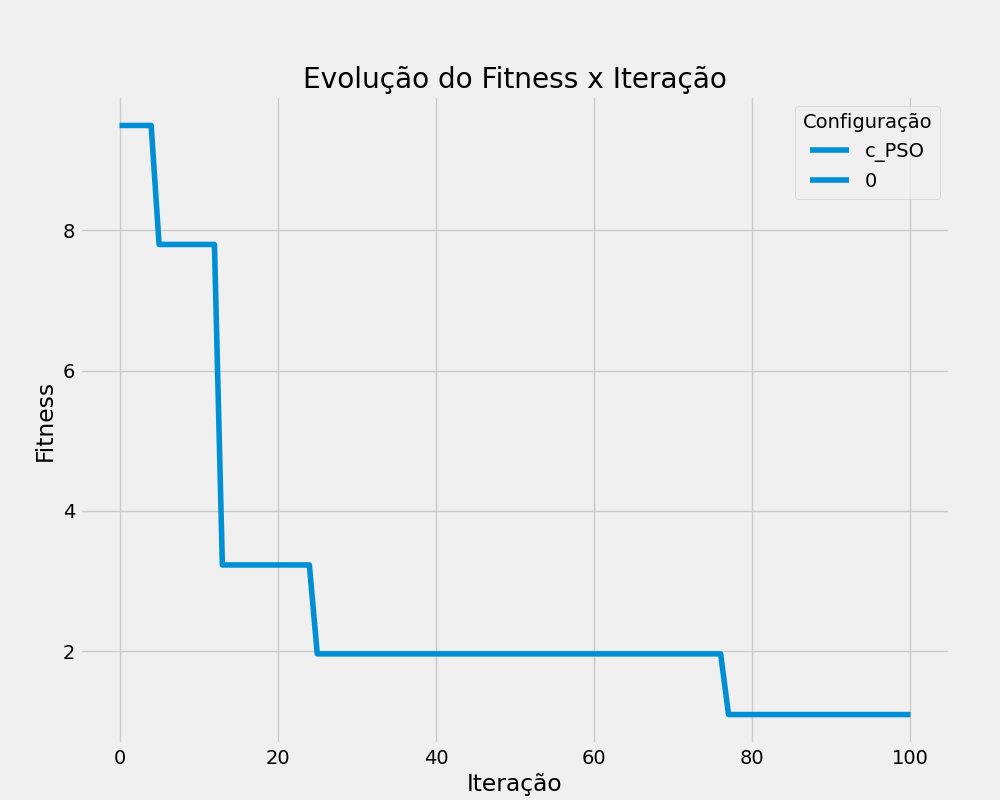 Evolução do Fitness x Iteração
Configuração
c_PSO
0
8
6
4
2
Fitness
0 20 40 60 80 100
Iteração